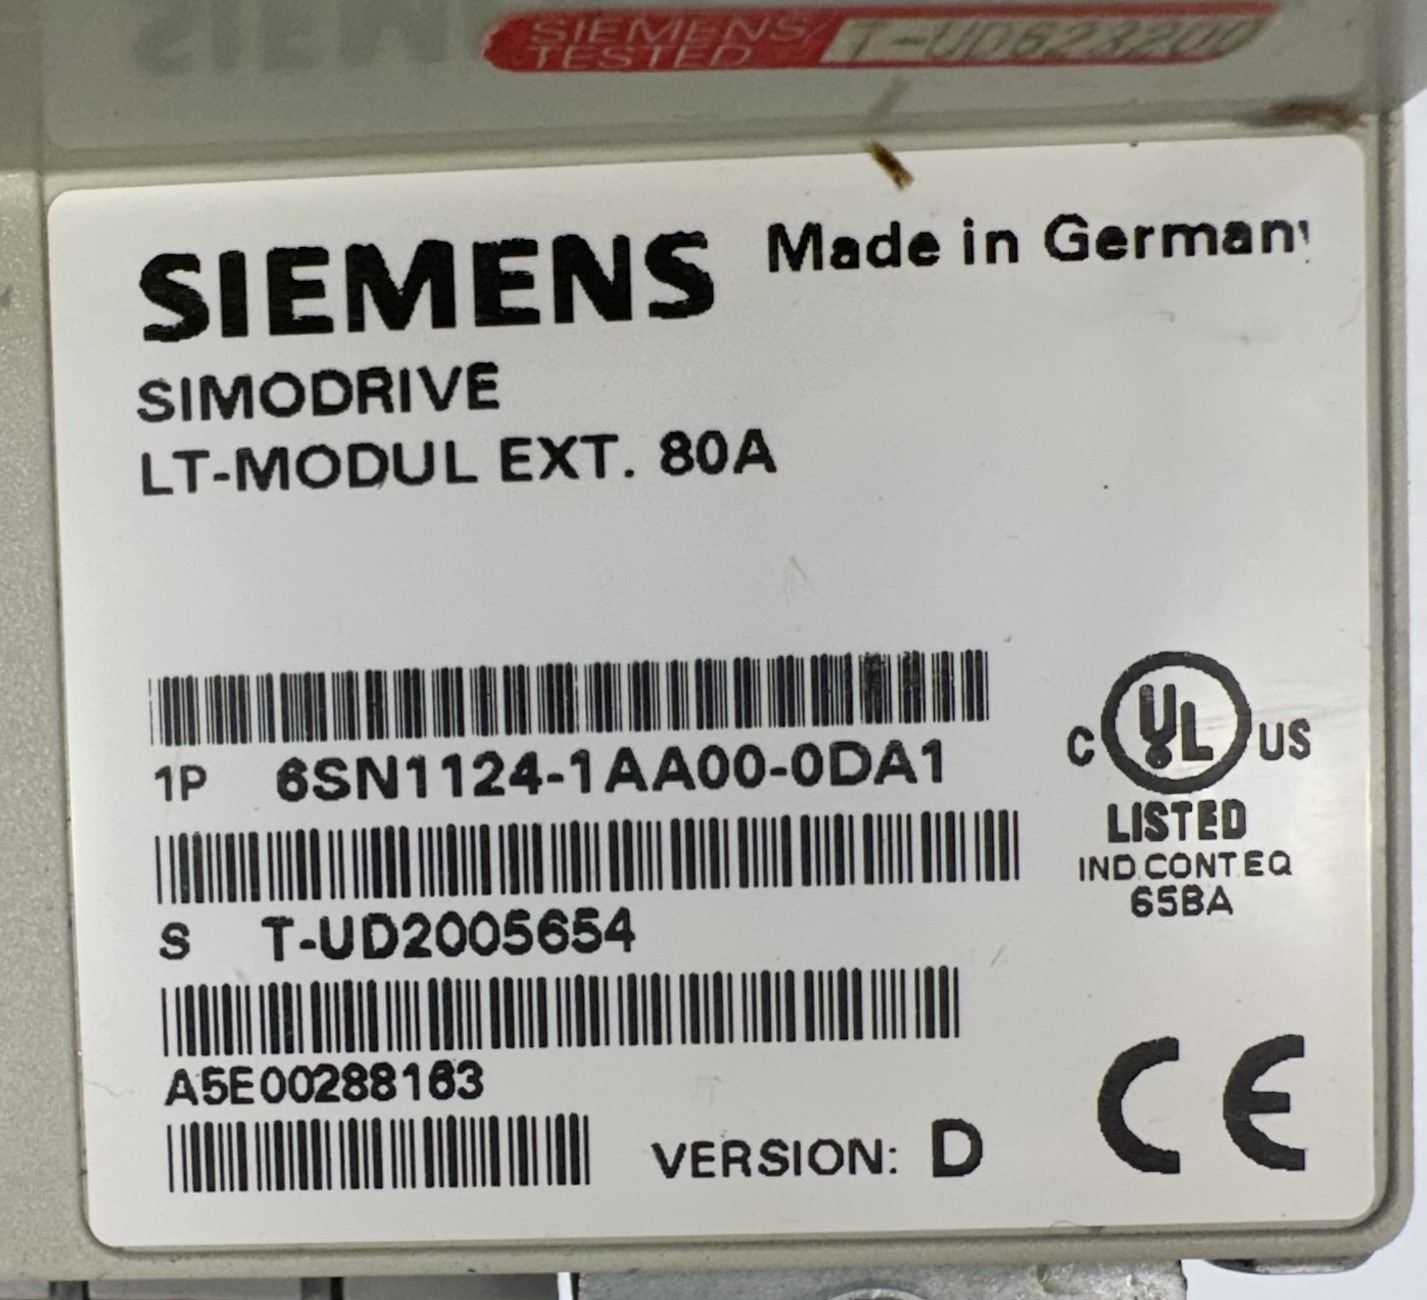 SIEMENS
TESTED
T-UD623200
SIEMENS
Made in Germany
SIMODRIVE
LT-MODUL EXT. 80A
1P 6SN1124-1AA00-0DA1
S T-UD2005654
A5E00288163
VERSION: D
C UL US
LISTED
IND.CONT.EQ
65BA
CE